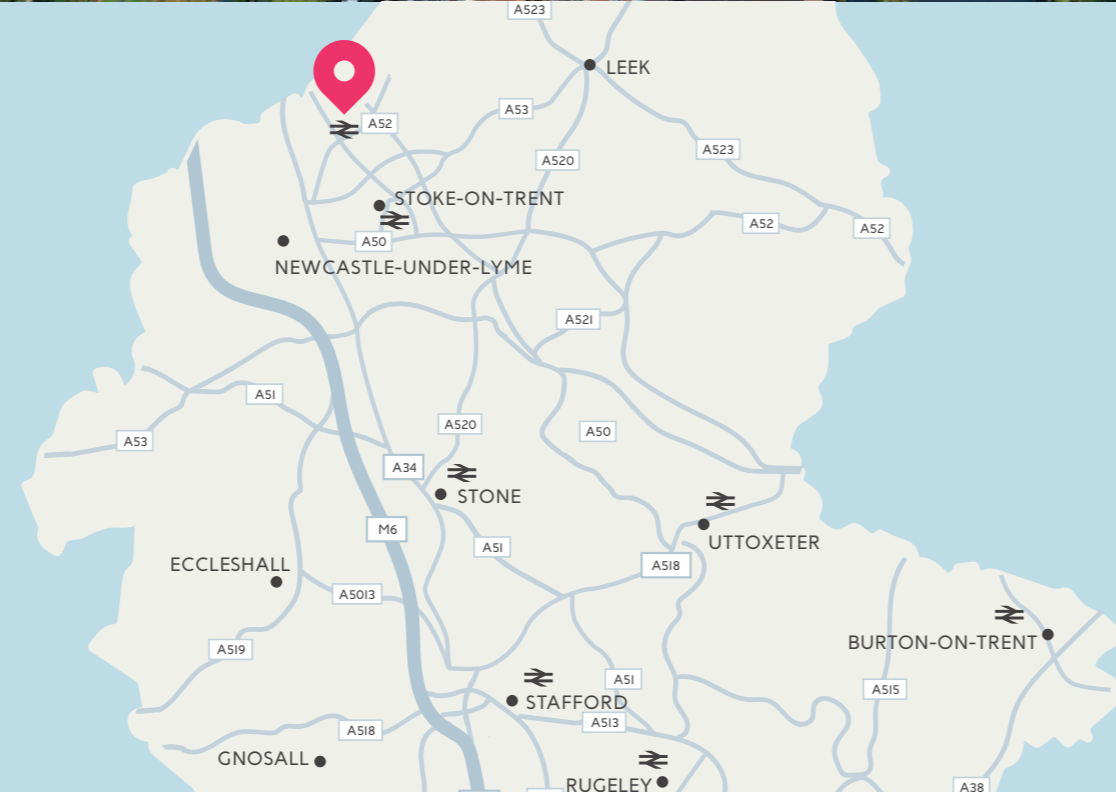 A523
LEEK
A53
A52
A523
A520
STOKE-ON-TRENT
A52
A52
A50
NEWCASTLE-UNDER-LYME
A521
A51
A520
A50
A53
A34
STONE
M6
UTTOXETER
A51
ECCLESHALL
A518
A5013
BURTON-ON-TRENT
A519
A51
A515
STAFFORD
A513
A518
GNOSALL
RUGELEY
A38